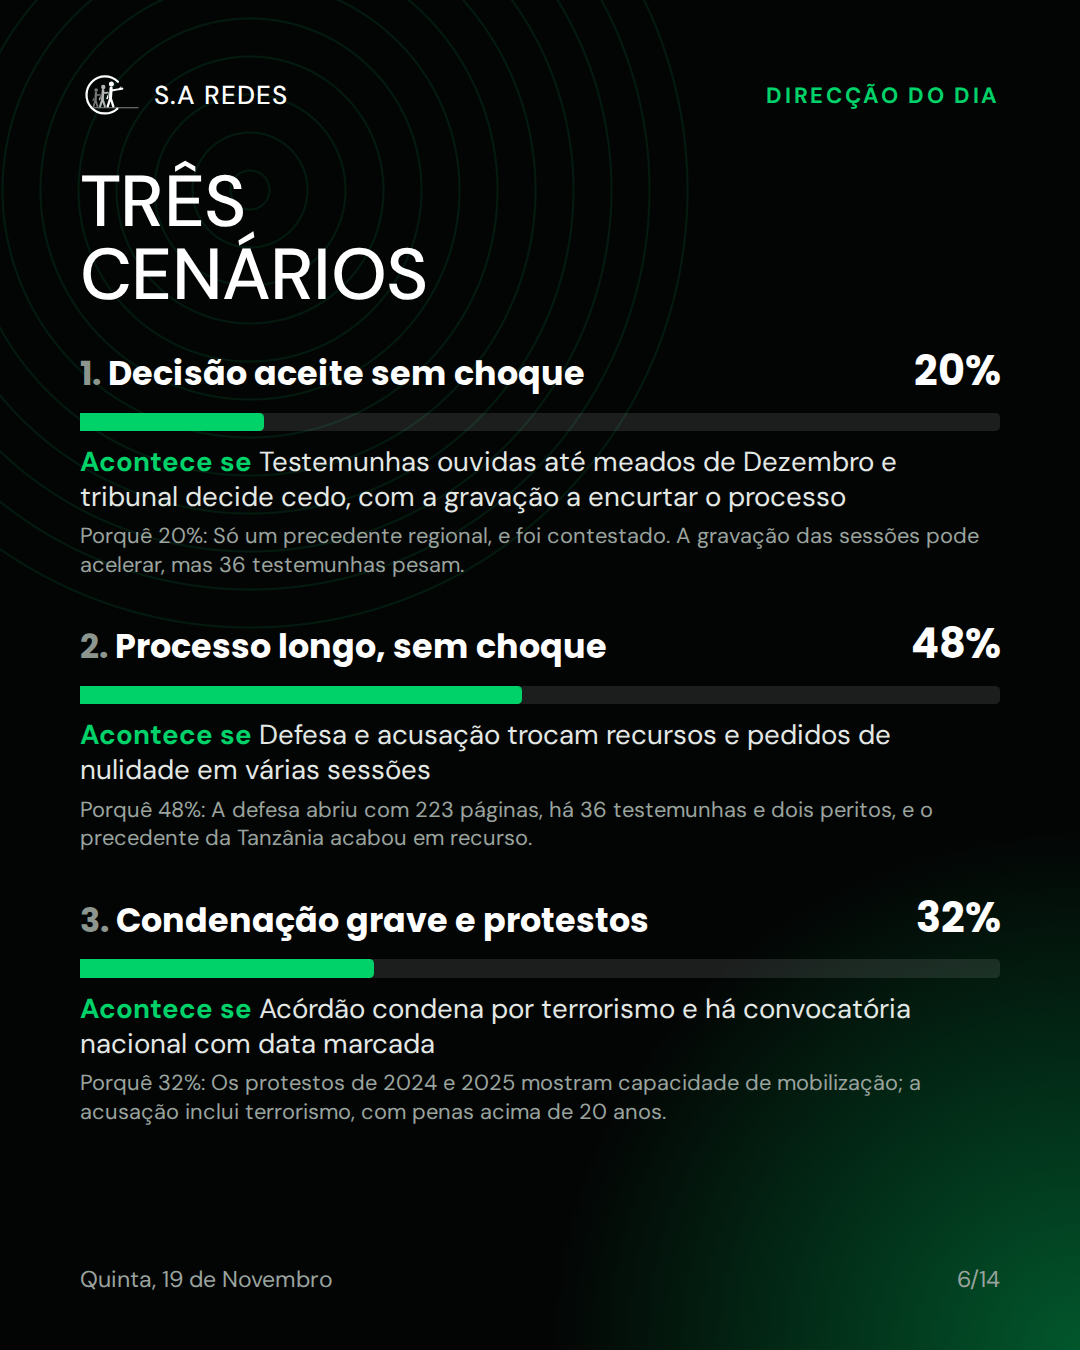 S.A REDES
DIRECÇÃO DO DIA
TRÊS
CENÁRIOS
1. Decisão aceite sem choque 20%
Acontece se Testemunhas ouvidas até meados de Dezembro e
tribunal decide cedo, com a gravação a encurtar o processo
Porquê 20%: Só um precedente regional, e foi contestado. A gravação das sessões pode
acelerar, mas 36 testemunhas pesam.
2. Processo longo, sem choque 48%
Acontece se Defesa e acusação trocam recursos e pedidos de
nulidade em várias sessões
Porquê 48%: A defesa abriu com 223 páginas, há 36 testemunhas e dois peritos, e o
precedente da Tanzânia acabou em recurso.
3. Condenação grave e protestos 32%
Acontece se Acórdão condena por terrorismo e há convocatória
nacional com data marcada
Porquê 32%: Os protestos de 2024 e 2025 mostram capacidade de mobilização; a
acusação inclui terrorismo, com penas acima de 20 anos.
Quinta, 19 de Novembro
6/14